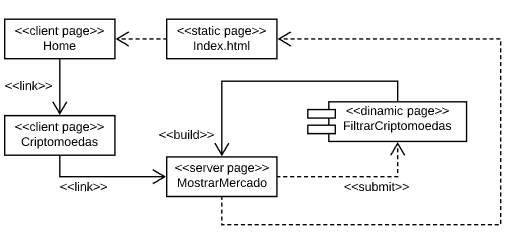 <<client page>>
Home
<<static page>>
Index.html
<<link>>
<<client page>>
Criptomoedas
<<build>>
<<dinamic page>>
FiltrarCriptomoedas
<<server page>>
MostrarMercado
<<link>>
<<submit>>